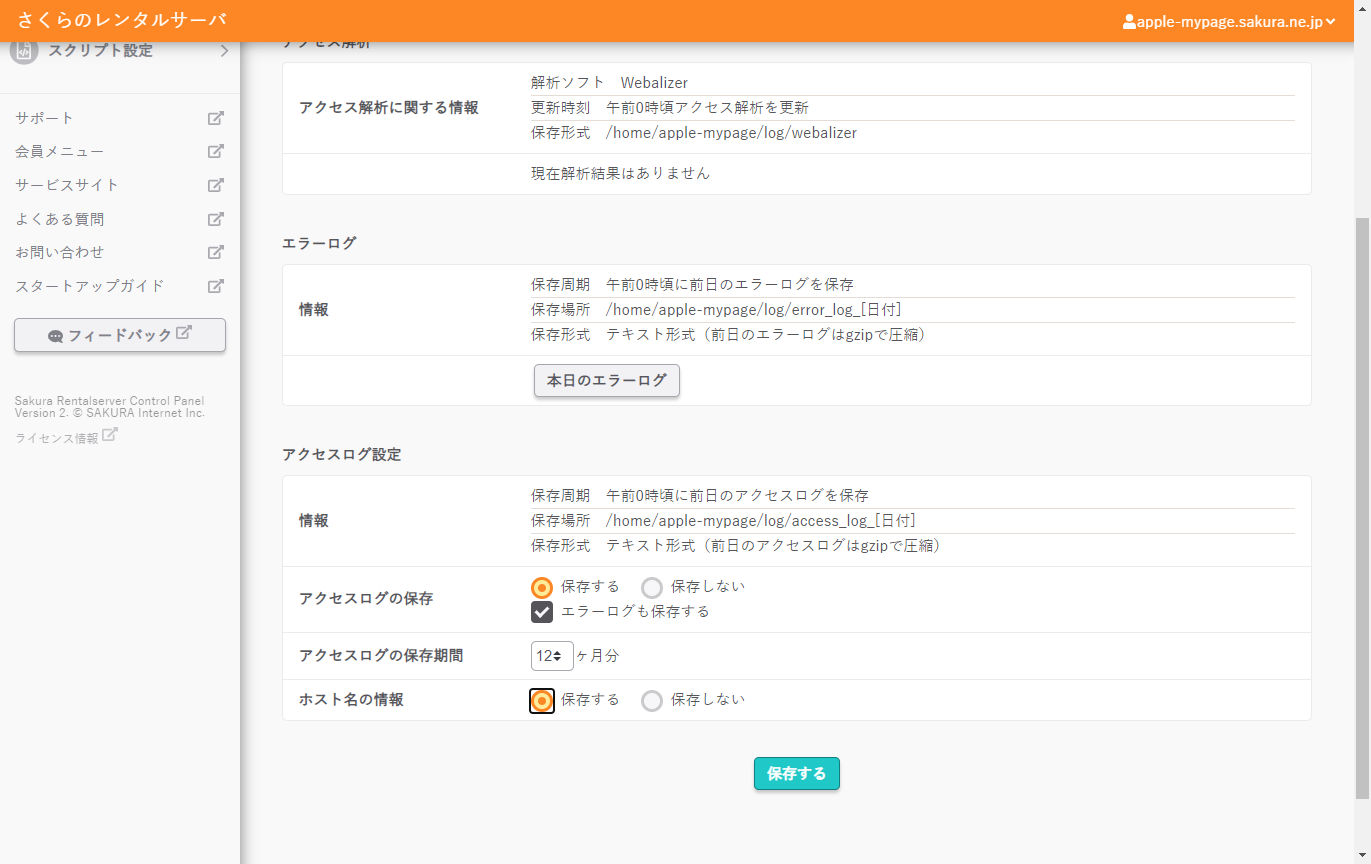 さくらのレンタルサーバ
apple-mypage.sakura.ne.jp
スクリプト設定
サポート
会員メニュー
サービスサイト
よくある質問
お問い合わせ
スタートアップガイド
フィードバック
Sakura Rentalserver Control Panel
Version 2. © SAKURA Internet Inc.
ライセンス情報
アクセス解析
アクセス解析に関する情報
解析ソフト Webalizer
更新時刻 午前0時頃アクセス解析を更新
保存形式 /home/apple-mypage/log/webalizer
現在解析結果はありません
エラーログ
情報
保存周期 午前0時頃に前日のエラーログを保存
保存場所 /home/apple-mypage/log/error_log_[日付]
保存形式 テキスト形式（前日のエラーログはgzipで圧縮）
本日のエラーログ
アクセスログ設定
情報
保存周期 午前0時頃に前日のアクセスログを保存
保存場所 /home/apple-mypage/log/access_log_[日付]
保存形式 テキスト形式（前日のアクセスログはgzipで圧縮）
アクセスログの保存
保存する 保存しない
エラーログも保存する
アクセスログの保存期間
12 ヶ月分
ホスト名の情報
保存する 保存しない
保存する